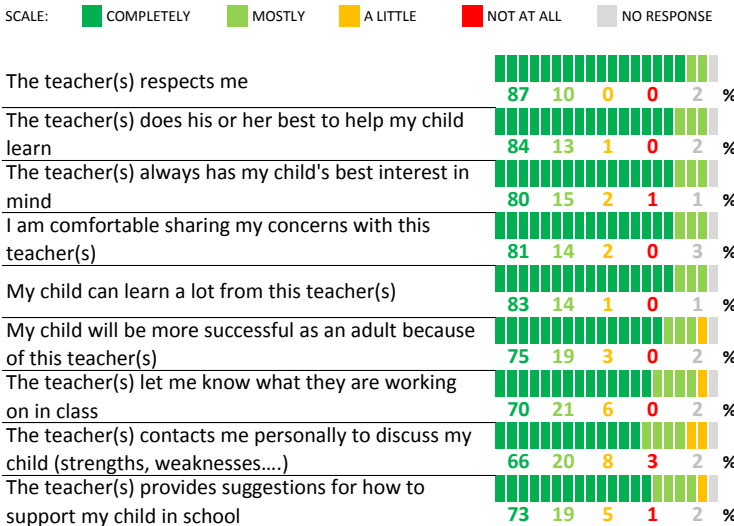 SCALE: COMPLETELY MOSTLY A LITTLE NOT AT ALL NO RESPONSE
The teacher(s) respects me
87 10 0 0 2 %
The teacher(s) does his or her best to help my child
learn
84 13 1 0 2 %
The teacher(s) always has my child's best interest in
mind
80 15 2 1 1 %
I am comfortable sharing my concerns with this
teacher(s)
81 14 2 0 3 %
My child can learn a lot from this teacher(s)
83 14 1 0 1 %
My child will be more successful as an adult because
of this teacher(s)
75 19 3 0 2 %
The teacher(s) let me know what they are working
on in class
70 21 6 0 2 %
The teacher(s) contacts me personally to discuss my
child (strengths, weaknesses....)
66 20 8 3 2 %
The teacher(s) provides suggestions for how to
support my child in school
73 19 5 1 2 %